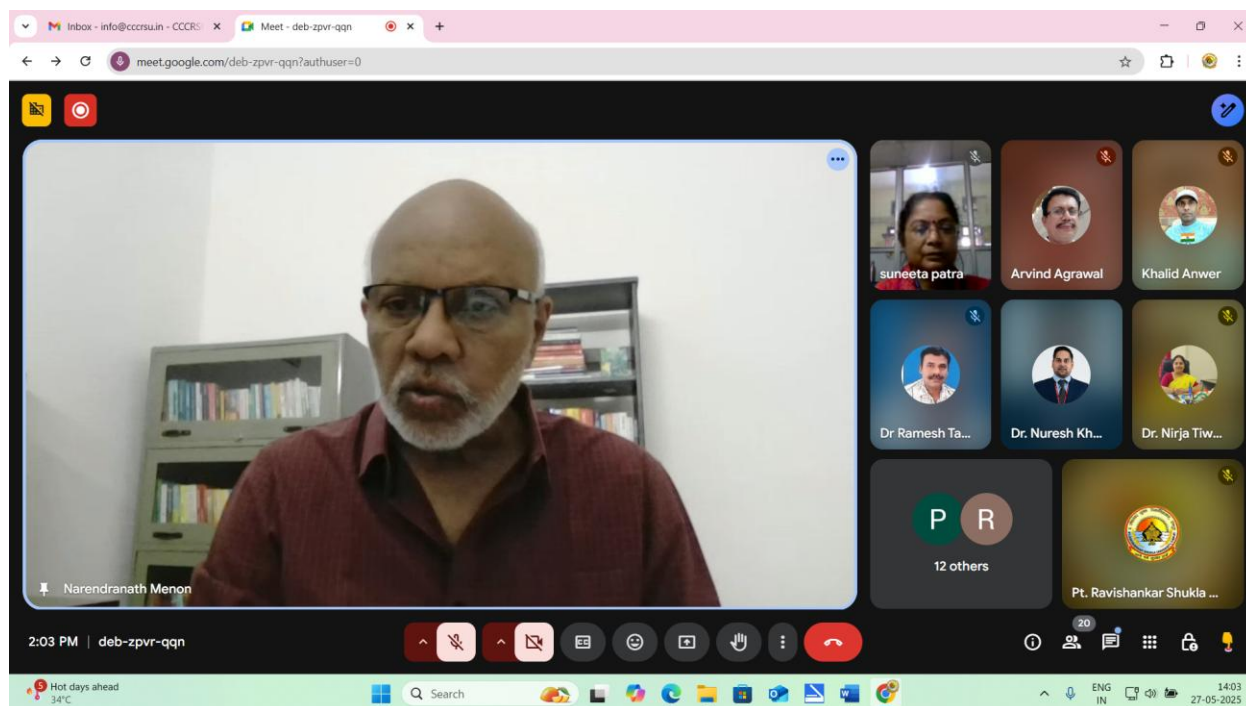 Inbox - info@cccrsu.in - CCCRS
Meet - deb-zpvr-qqn
meet.google.com/deb-zpvr-qqn?authuser=0
suneeta patra
Arvind Agrawal
Khalid Anwer
Dr Ramesh Ta...
Dr. Nuresh Kh...
Dr. Nirja Tiw...
P R
12 others
Pt. Ravishankar Shukla ...
Narendranath Menon
2:03 PM | deb-zpvr-qqn
20
5
Hot days ahead
34°C
Search
ENG
IN
14:03
27-05-2025